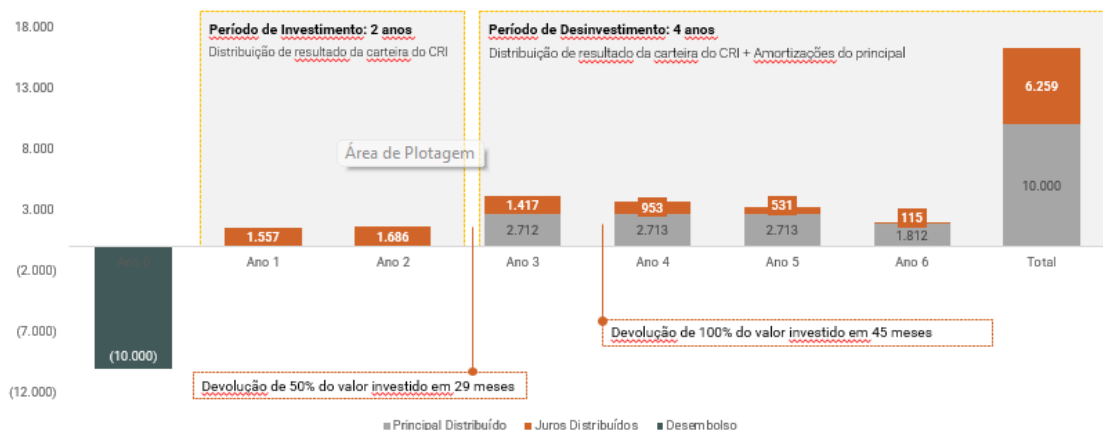 18.000
13.000
8.000
3.000
(2.000)
(7.000)
(12.000)
Período de Investimento: 2 anos
Distribuição de resultado da carteira do CRI
Período de Desinvestimento: 4 anos
Distribuição de resultado da carteira do CRI + Amortizações do principal
Área de Plotagem
6.259
10.000
1.557
1.686
1.417
2.712
953
2.713
531
2.713
115
1.812
Ano 0
Ano 1
Ano 2
Ano 3
Ano 4
Ano 5
Ano 6
Total
(10.000)
Devolução de 100% do valor investido em 45 meses
Devolução de 50% do valor investido em 29 meses
Principal Distribuído
Juros Distribuídos
Desembolso